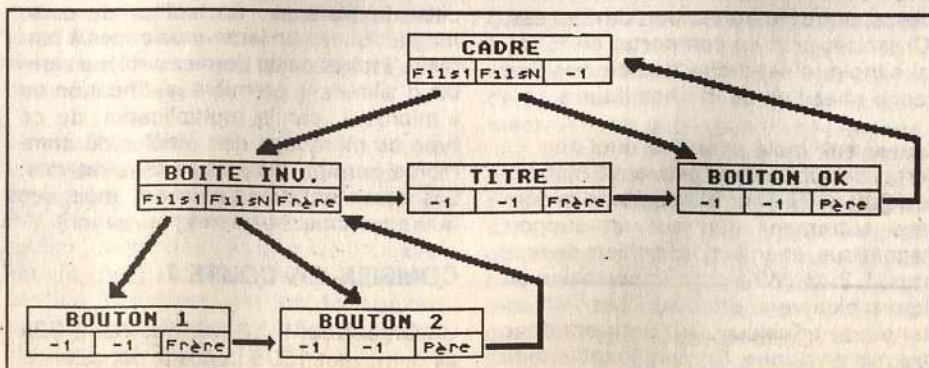 CADRE
Fils1 FilsN -1
BOITE INV. TITRE BOUTON OK
Fils1 FilsN Frère -1 -1 Frère -1 -1 Père
BOUTON 1 BOUTON 2
-1 -1 Frère -1 -1 Père